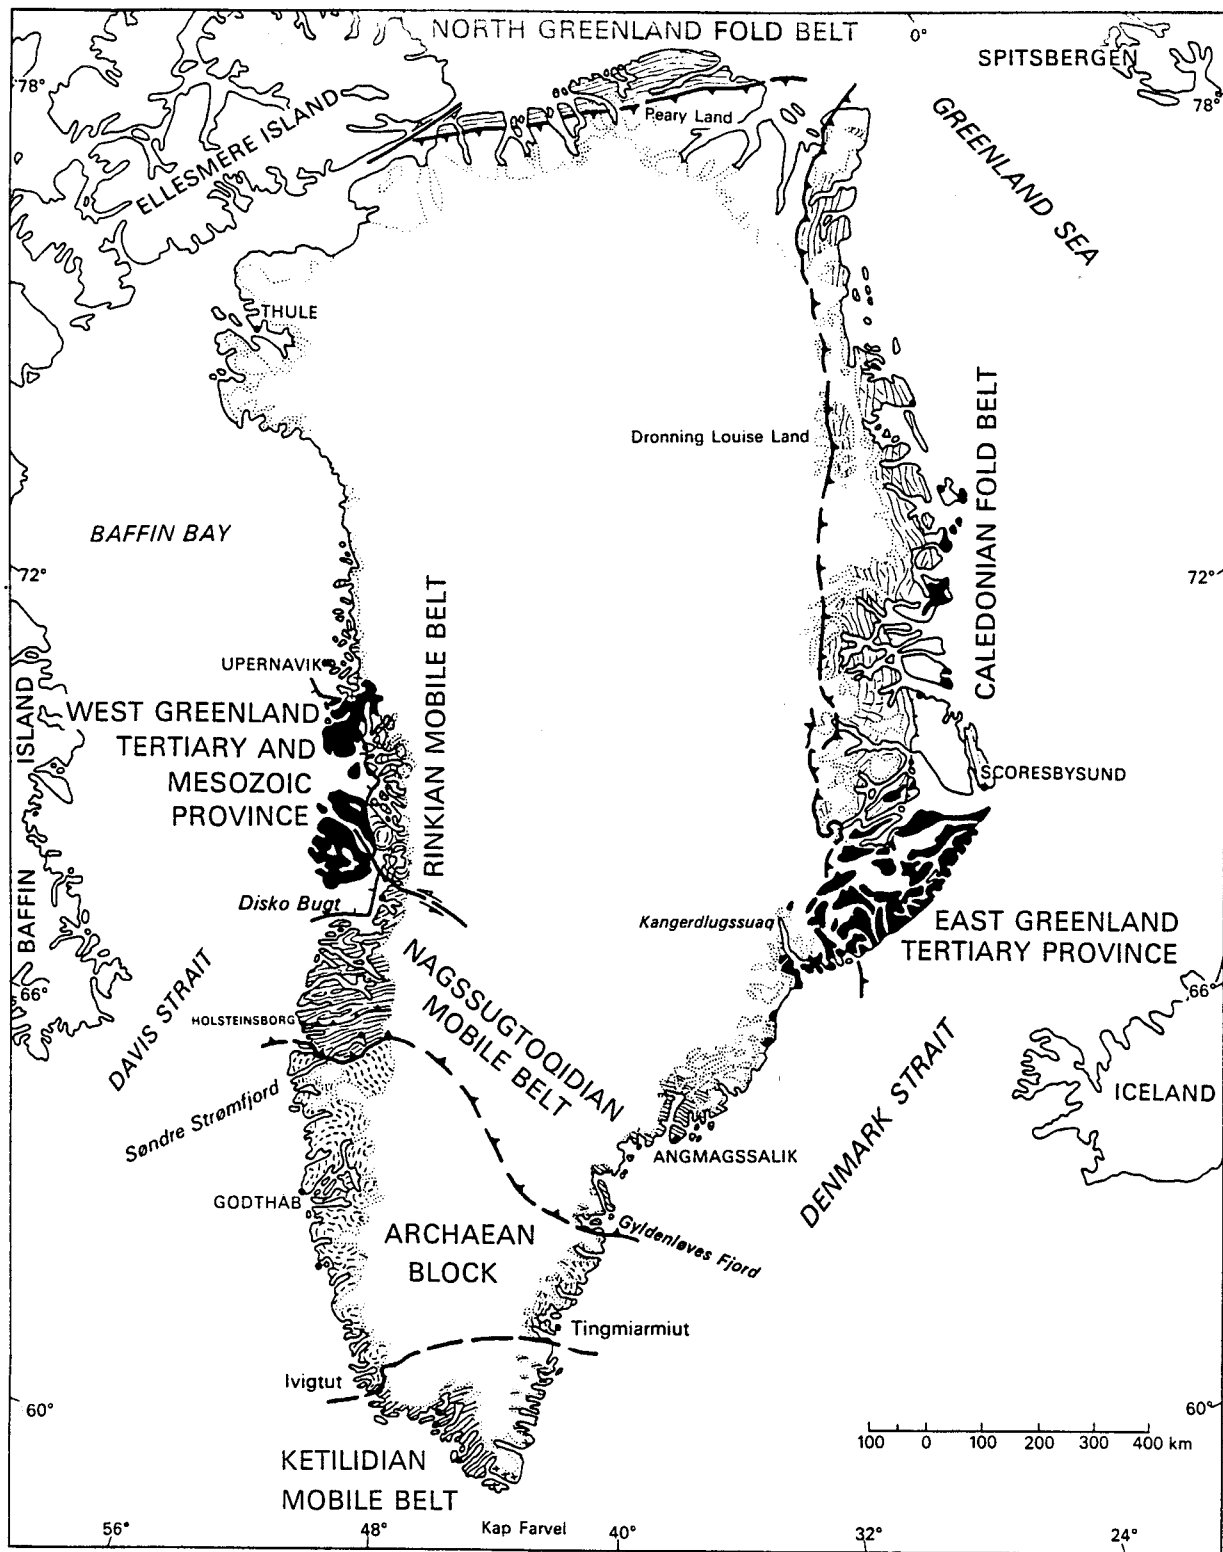 NORTH GREENLAND FOLD BELT
0°
SPITSBERGEN
78°
78°
Peary Land
ELLESMERE ISLAND
GREENLAND SEA
THULE
Dronning Louise Land
CALEDONIAN FOLD BELT
BAFFIN BAY
72°
72°
RINKIAN MOBILE BELT
UPERNAVIK
WEST GREENLAND
TERTIARY AND
MESOZOIC
PROVINCE
BAFFIN ISLAND
SCORESBYSUND
Disko Bugt
Kangerdlugssuaq
EAST GREENLAND
TERTIARY PROVINCE
NAGSSUGTOQIDIAN
MOBILE BELT
66°
66°
DAVIS STRAIT
HOLSTEINSBORG
DENMARK STRAIT
ICELAND
Søndre Strømfjord
ANGMAGSSALIK
GODTHAB
Gyldenløves Fjord
ARCHAEAN
BLOCK
Tingmiarmiut
Ivigtut
60°
60°
100 0 100 200 300 400 km
KETILIDIAN
MOBILE BELT
Kap Farvel
56° 48° 40° 32° 24°